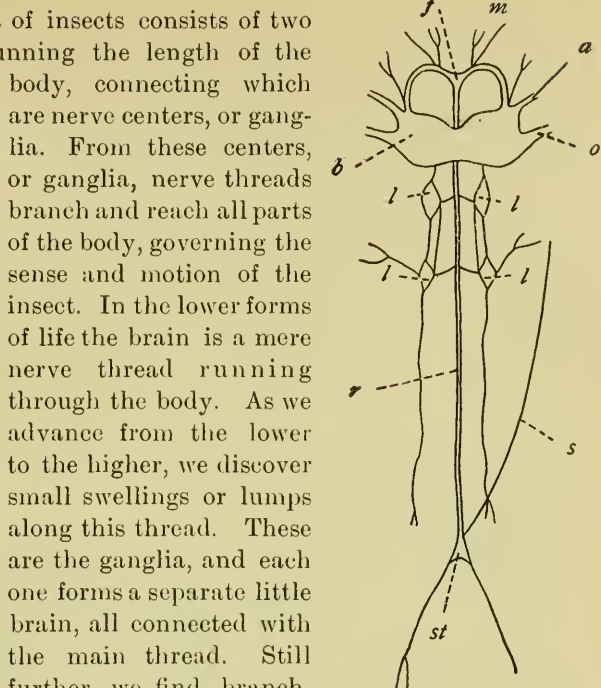 of insects consists of two
the length of the
body, connecting which
are nerve centers, or gang-
lia. From these centers,
or ganglia, nerve threads
branch and reach all parts
of the body, governing the
sense and motion of the
insect. In the lower forms
of life the brain is a mere
nerve thread running
through the body. As we
advance from the lower
to the higher, we discover
small swellings or lumps
along this thread. These
are the ganglia, and each
one forms a separate little
brain, all connected with
the main thread. Still
further, we find branch-
f
m
a
o
b
l
l
l
l
r
s
st